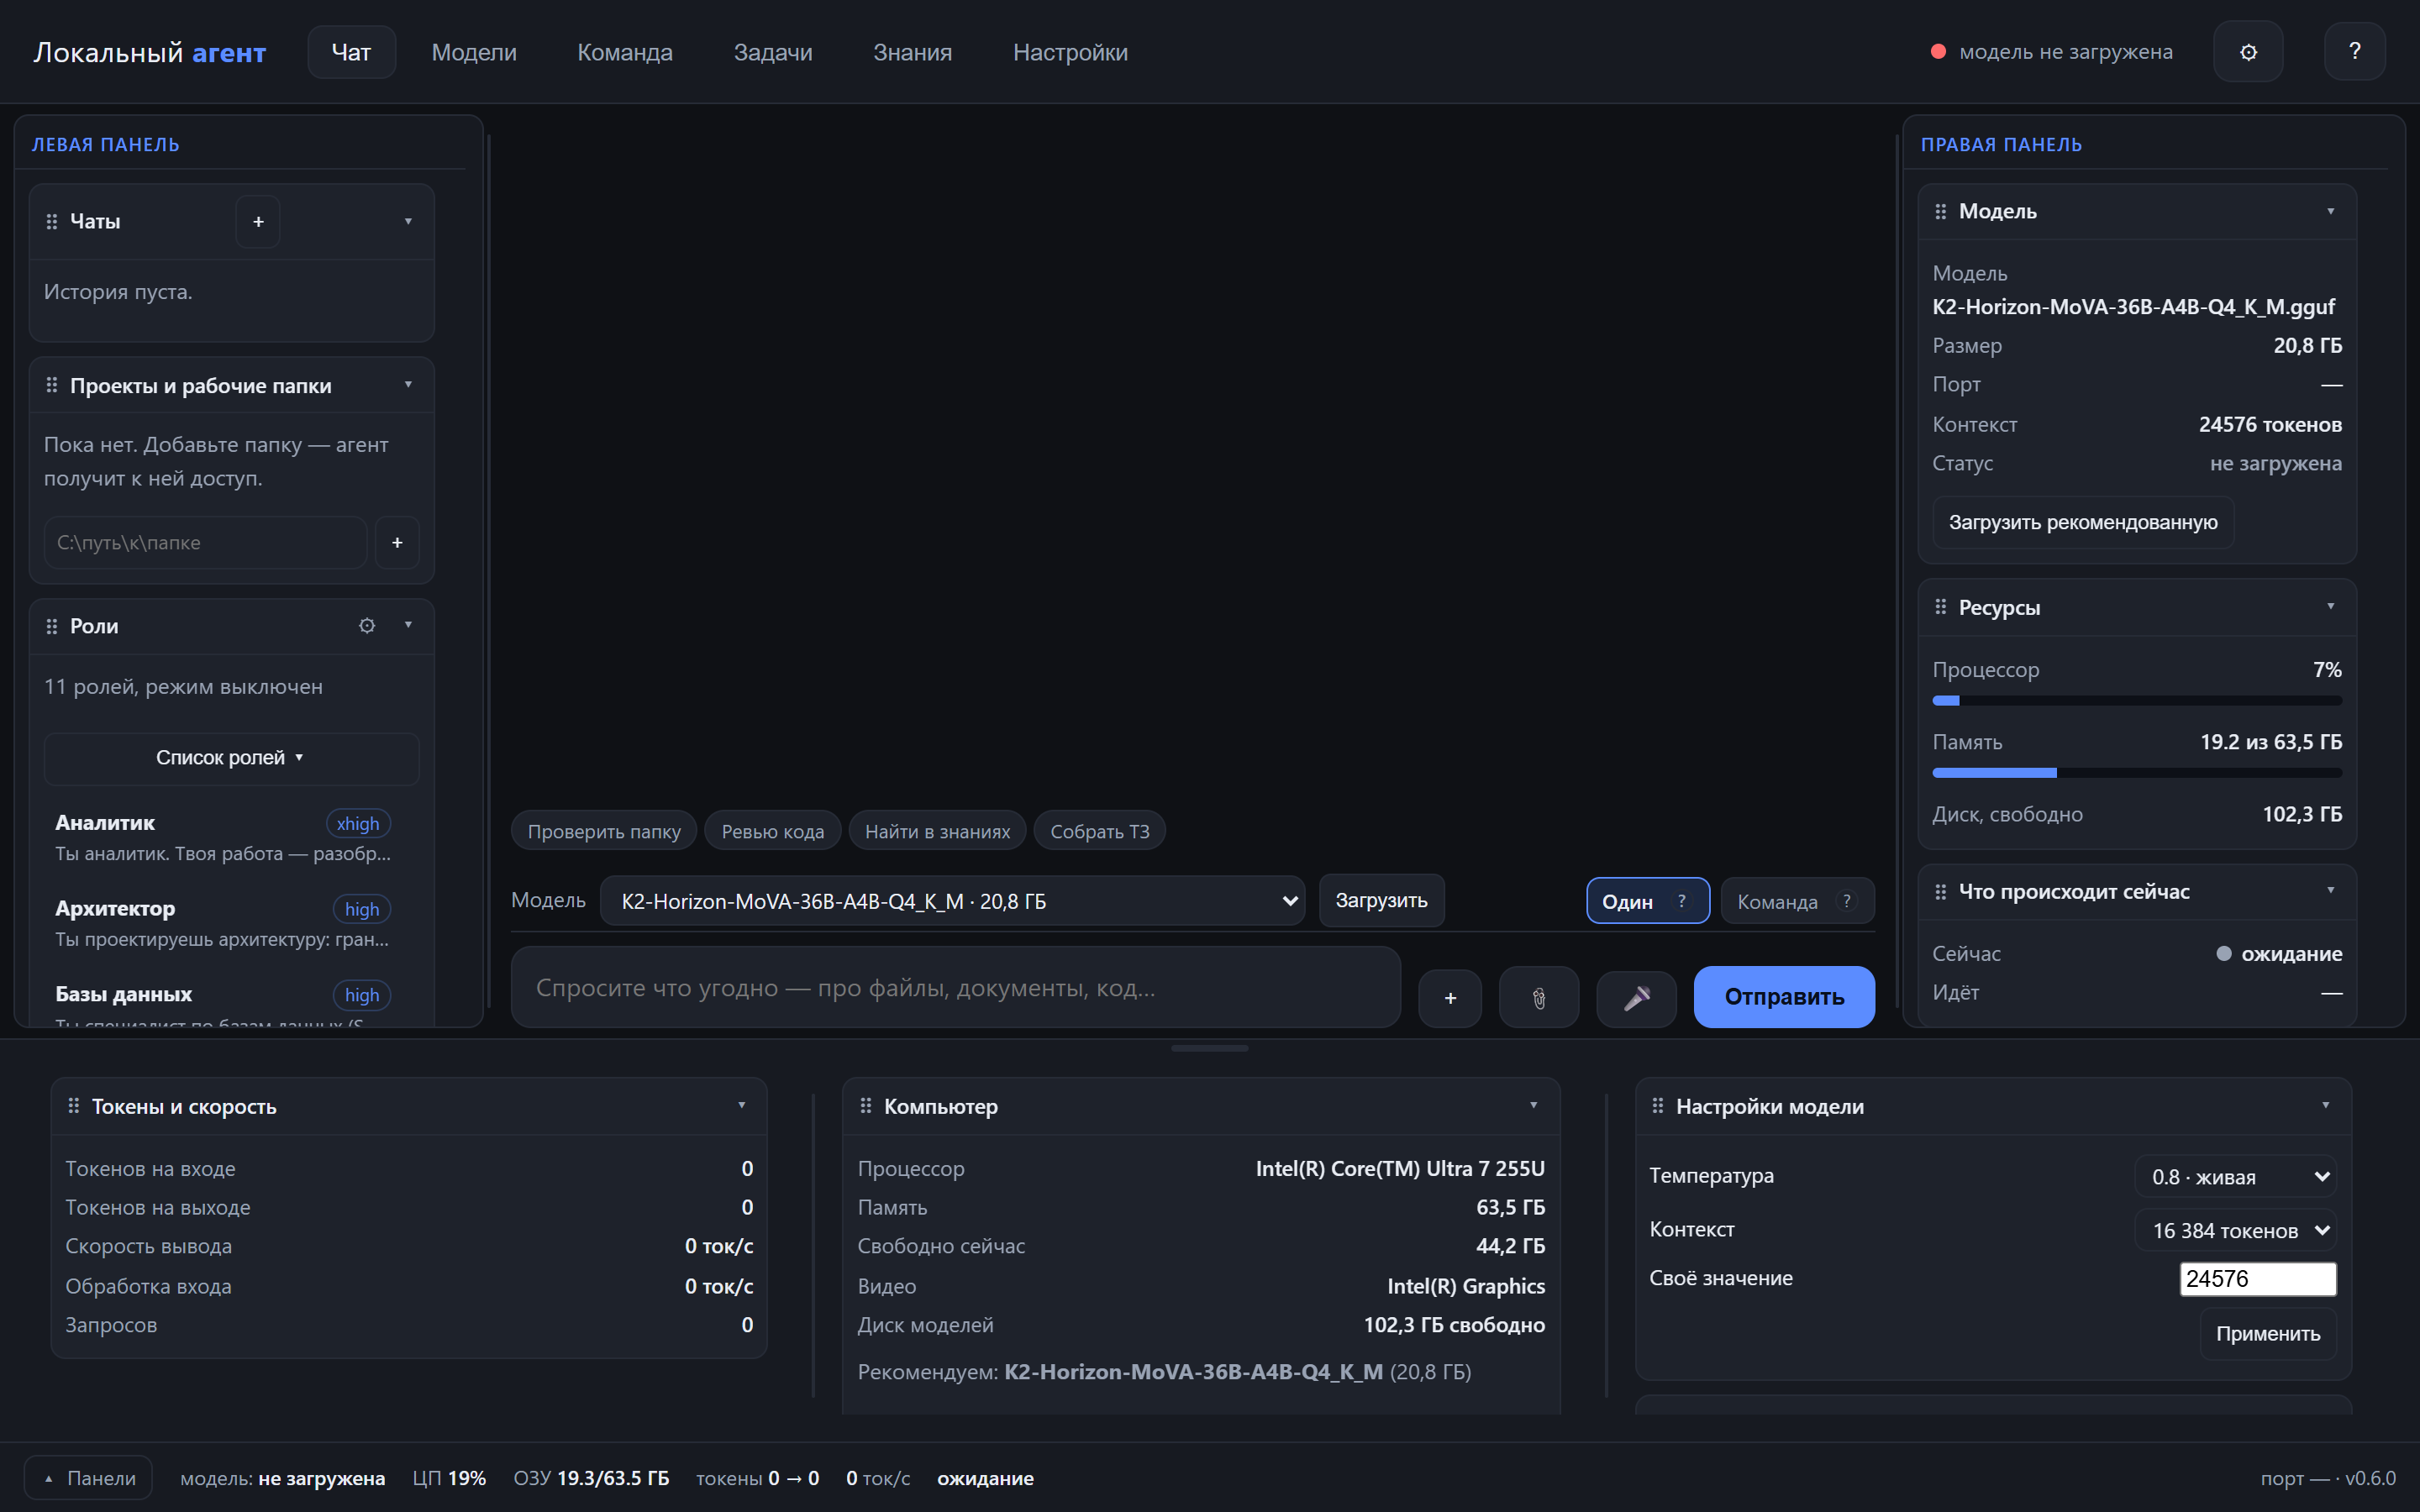 Локальный агент
Чат
Модели
Команда
Задачи
Знания
Настройки
модель не загружена
?
ЛЕВАЯ ПАНЕЛЬ
Чаты
+
История пуста.
Проекты и рабочие папки
Пока нет. Добавьте папку — агент
получит к ней доступ.
C:\путь\к\папке
+
Роли
11 ролей, режим выключен
Список ролей
Аналитик xhigh
Ты аналитик. Твоя работа — разобр...
Архитектор high
Ты проектируешь архитектуру: гран...
Базы данных high
Ты специалист по базам данных (S...
Проверить папку
Ревью кода
Найти в знаниях
Собрать ТЗ
Модель K2-Horizon-MoVA-36B-A4B-Q4_K_M · 20,8 ГБ
Загрузить
Один ?
Команда ?
Спросите что угодно — про файлы, документы, код...
+
Отправить
ПРАВАЯ ПАНЕЛЬ
Модель
Модель
K2-Horizon-MoVA-36B-A4B-Q4_K_M.gguf
Размер 20,8 ГБ
Порт —
Контекст 24576 токенов
Статус не загружена
Загрузить рекомендованную
Ресурсы
Процессор 7%
Память 19.2 из 63,5 ГБ
Диск, свободно 102,3 ГБ
Что происходит сейчас
Сейчас ожидание
Идёт —
Токены и скорость
Токенов на входе 0
Токенов на выходе 0
Скорость вывода 0 ток/с
Обработка входа 0 ток/с
Запросов 0
Компьютер
Процессор Intel(R) Core(TM) Ultra 7 255U
Память 63,5 ГБ
Свободно сейчас 44,2 ГБ
Видео Intel(R) Graphics
Диск моделей 102,3 ГБ свободно
Рекомендуем: K2-Horizon-MoVA-36B-A4B-Q4_K_M (20,8 ГБ)
Настройки модели
Температура 0.8 · живая
Контекст 16 384 токенов
Своё значение 24576
Применить
Панели
модель: не загружена
ЦП 19%
ОЗУ 19.3/63.5 ГБ
токены 0 → 0
0 ток/с
ожидание
порт — · v0.6.0